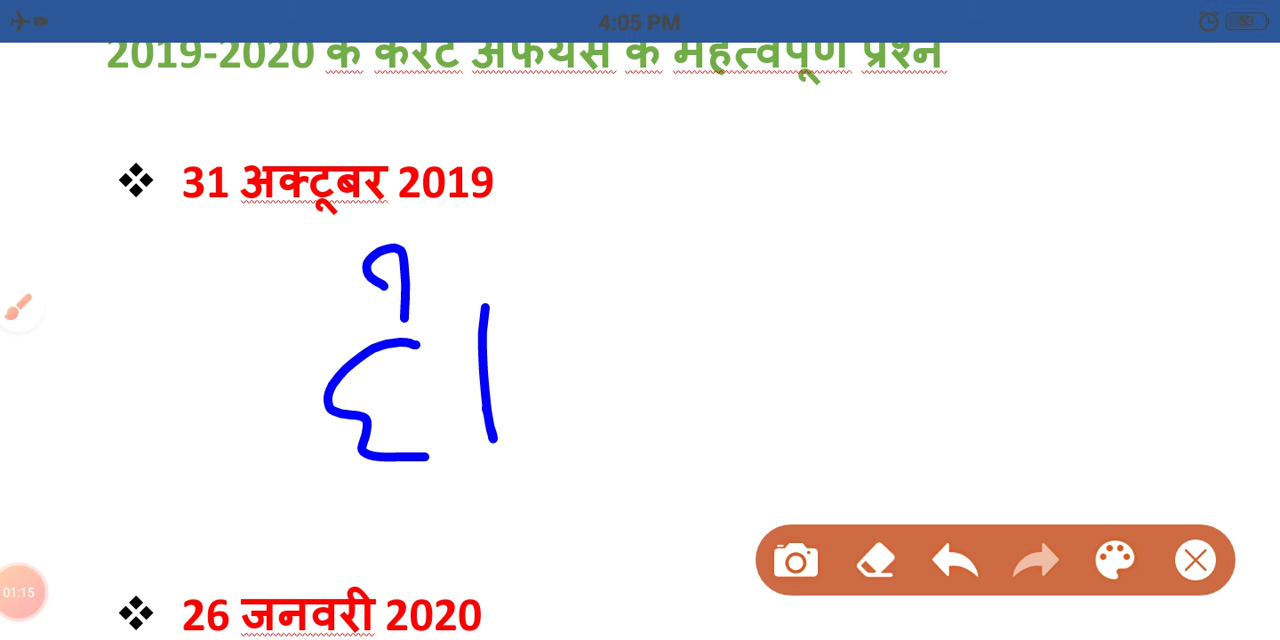 4:05 PM
2019-2020 के करंट अफेयर्स के महत्वपूर्ण प्रश्न
31 अक्टूबर 2019
01:15
26 जनवरी 2020